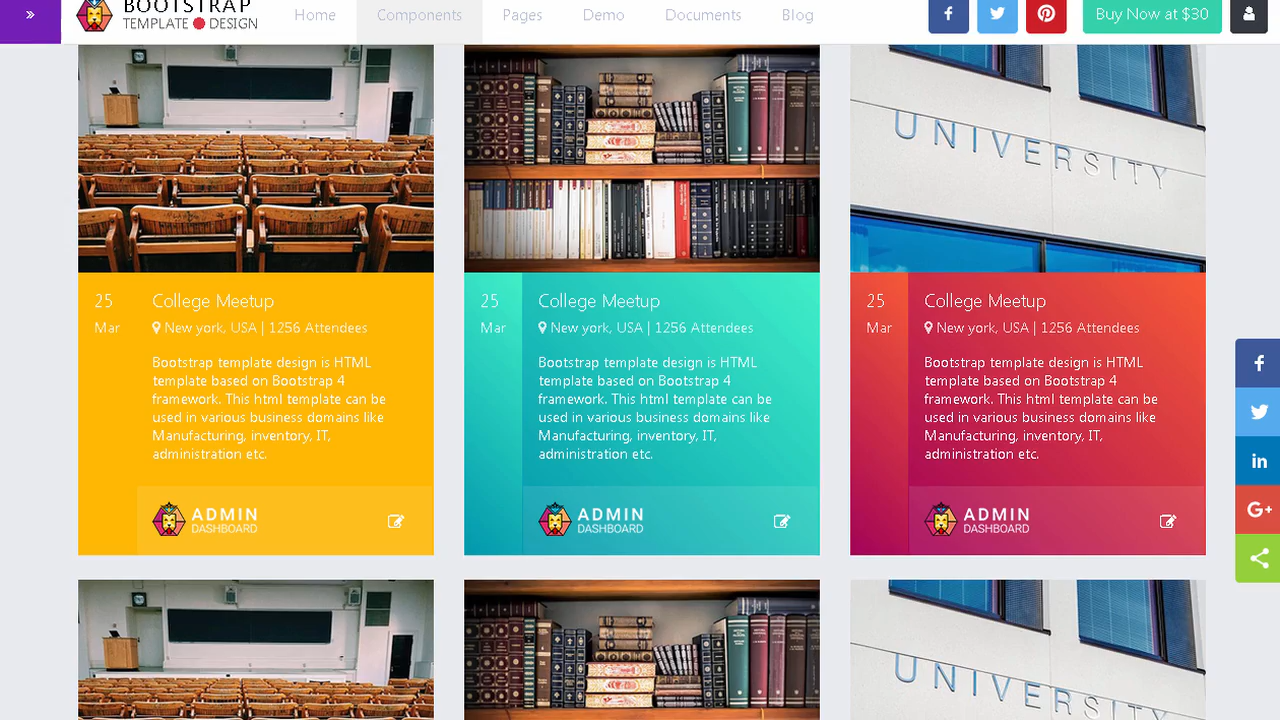 BOOTSTRAP
TEMPLATE DESIGN
Home
Components
Pages
Demo
Documents
Blog
Buy Now at $30
UNIVERSITY
25
Mar
College Meetup
New york, USA | 1256 Attendees
Bootstrap template design is HTML
template based on Bootstrap 4
framework. This html template can be
used in various business domains like
Manufacturing, inventory, IT,
administration etc.
ADMIN
DASHBOARD
25
Mar
College Meetup
New york, USA | 1256 Attendees
Bootstrap template design is HTML
template based on Bootstrap 4
framework. This html template can be
used in various business domains like
Manufacturing, inventory, IT,
administration etc.
ADMIN
DASHBOARD
25
Mar
College Meetup
New york, USA | 1256 Attendees
Bootstrap template design is HTML
template based on Bootstrap 4
framework. This html template can be
used in various business domains like
Manufacturing, inventory, IT,
administration etc.
ADMIN
DASHBOARD
UNIVERSITY